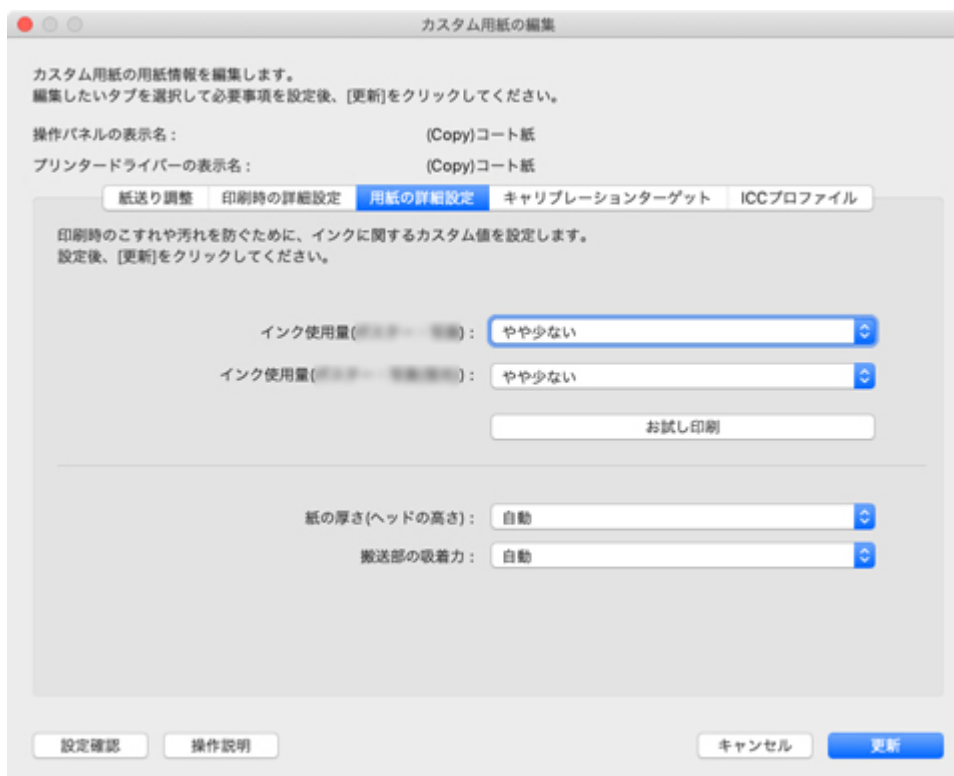 カスタム用紙の編集
カスタム用紙の用紙情報を編集します。
編集したいタブを選択して必要事項を設定後、[更新]をクリックしてください。
操作パネルの表示名： (Copy)コート紙
プリンタードライバーの表示名： (Copy)コート紙
紙送り調整 印刷時の詳細設定 用紙の詳細設定 キャリブレーションターゲット ICCプロファイル
印刷時のこすれや汚れを防ぐために、インクに関するカスタム値を設定します。
設定後、[更新]をクリックしてください。
インク使用量( )： やや少ない
インク使用量( )： やや少ない
お試し印刷
紙の厚さ(ヘッドの高さ)： 自動
搬送部の吸着力： 自動
設定確認 操作説明 キャンセル 更新